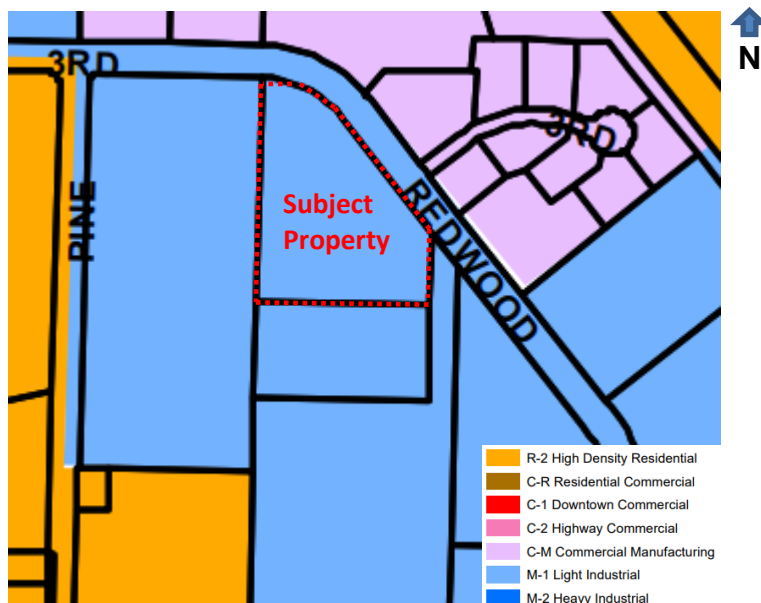 N
3RD
3RD
PINE
Subject
Property
REDWOOD
R-2 High Density Residential
C-R Residential Commercial
C-1 Downtown Commercial
C-2 Highway Commercial
C-M Commercial Manufacturing
M-1 Light Industrial
M-2 Heavy Industrial